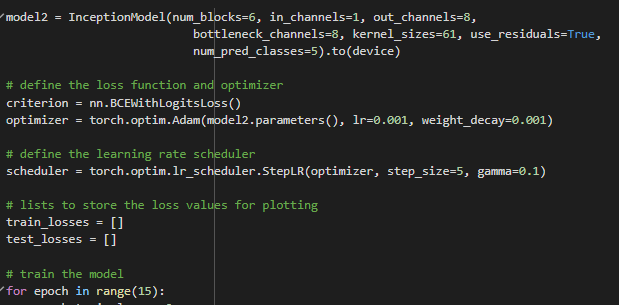 model2 = InceptionModel(num_blocks=6, in_channels=1, out_channels=8,
bottleneck_channels=8, kernel_sizes=61, use_residuals=True,
num_pred_classes=5).to(device)
# define the loss function and optimizer
criterion = nn.BCEWithLogitsLoss()
optimizer = torch.optim.Adam(model2.parameters(), lr=0.001, weight_decay=0.001)
# define the learning rate scheduler
scheduler = torch.optim.lr_scheduler.StepLR(optimizer, step_size=5, gamma=0.1)
# lists to store the loss values for plotting
train_losses = []
test_losses = []
# train the model
for epoch in range(15):